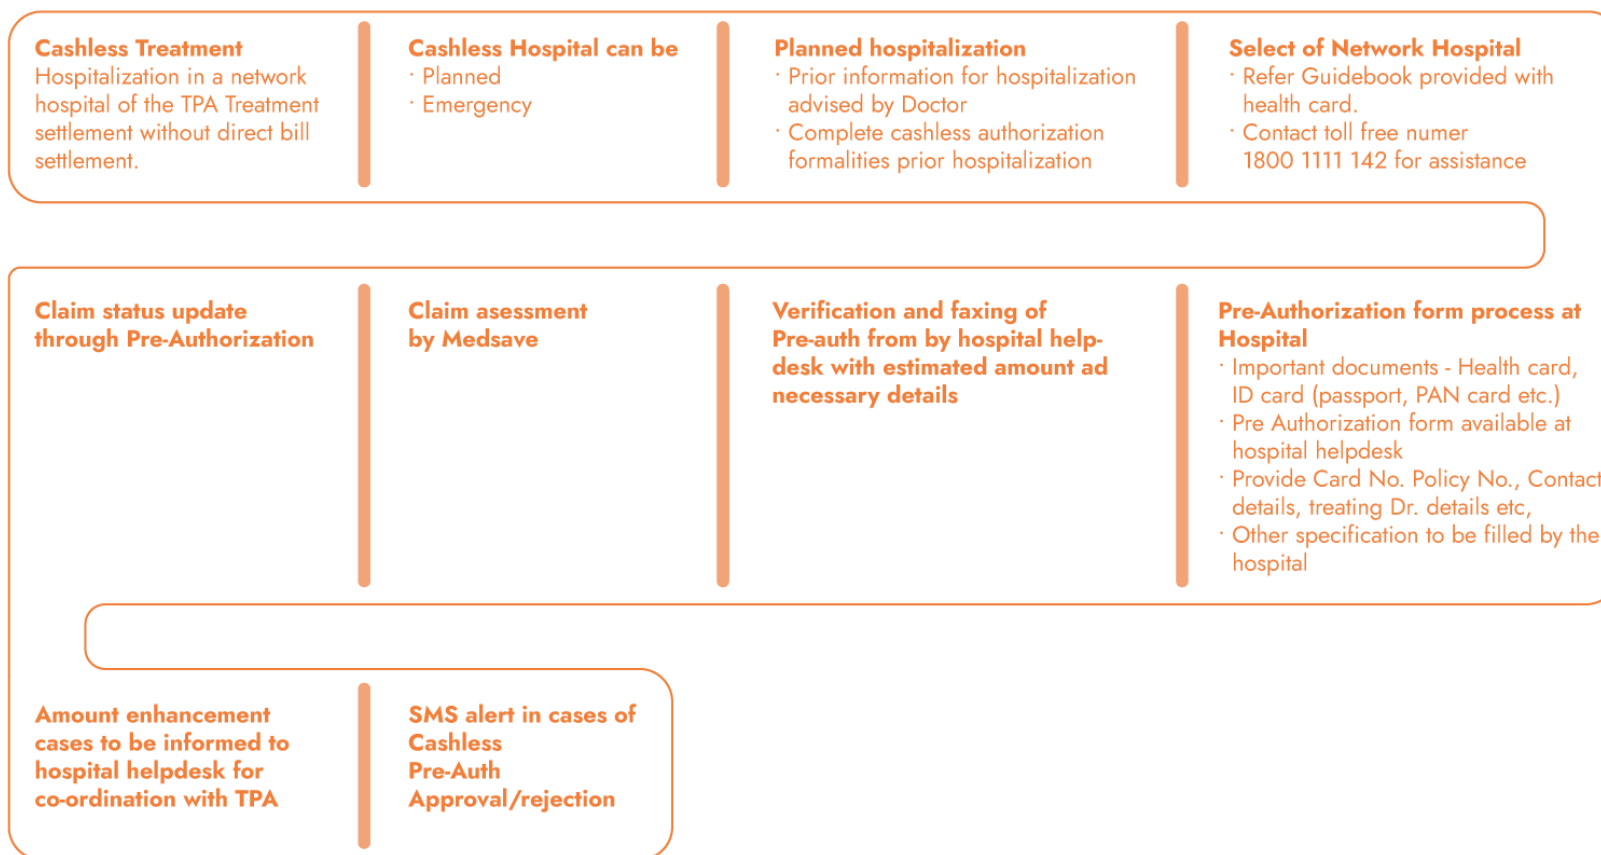 Cashless Treatment
Hospitalization in a network
hospital of the TPA Treatment
settlement without direct bill
settlement.
Cashless Hospital can be
· Planned
· Emergency
Planned hospitalization
· Prior information for hospitalization
advised by Doctor
· Complete cashless authorization
formalities prior hospitalization
Select of Network Hospital
· Refer Guidebook provided with
health card.
· Contact toll free numer
1800 1111 142 for assistance
Claim status update
through Pre-Authorization
Claim asessment
by Medsave
Verification and faxing of
Pre-auth from by hospital help-
desk with estimated amount ad
necessary details
Pre-Authorization form process at
Hospital
· Important documents - Health card,
ID card (passport, PAN card etc.)
· Pre Authorization form available at
hospital helpdesk
· Provide Card No. Policy No., Contact
details, treating Dr. details etc,
· Other specification to be filled by the
hospital
Amount enhancement
cases to be informed to
hospital helpdesk for
co-ordination with TPA
SMS alert in cases of
Cashless
Pre-Auth
Approval/rejection